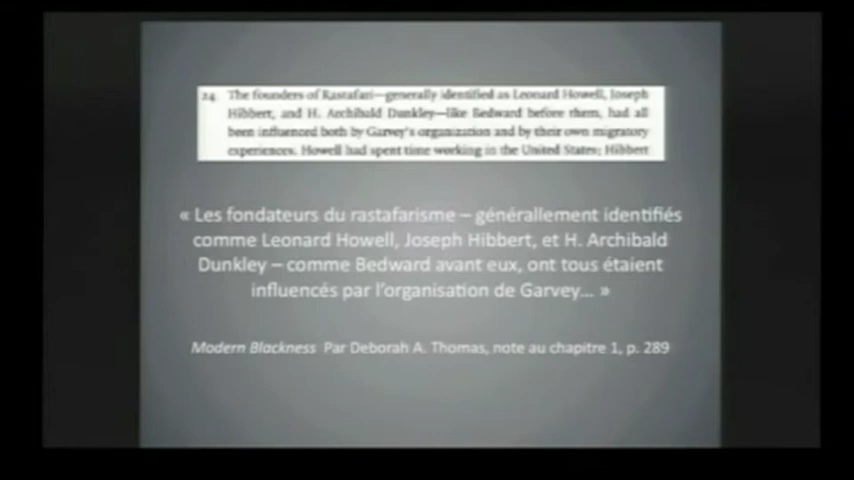 24 The founders of Rastafari—generally identified as Leonard Howell, Joseph
Hibbert, and H. Archibald Dunkley—like Bedward before them, had all
been influenced both by Garvey's organization and by their own migratory
experiences. Howell had spent time working in the United States; Hibbert
« Les fondateurs du rastafarisme – générallement identifiés
comme Leonard Howell, Joseph Hibbert, et H. Archibald
Dunkley – comme Bedward avant eux, ont tous étaient
influencés par l'organisation de Garvey... »
Modern Blackness Par Deborah A. Thomas, note au chapitre 1, p. 289